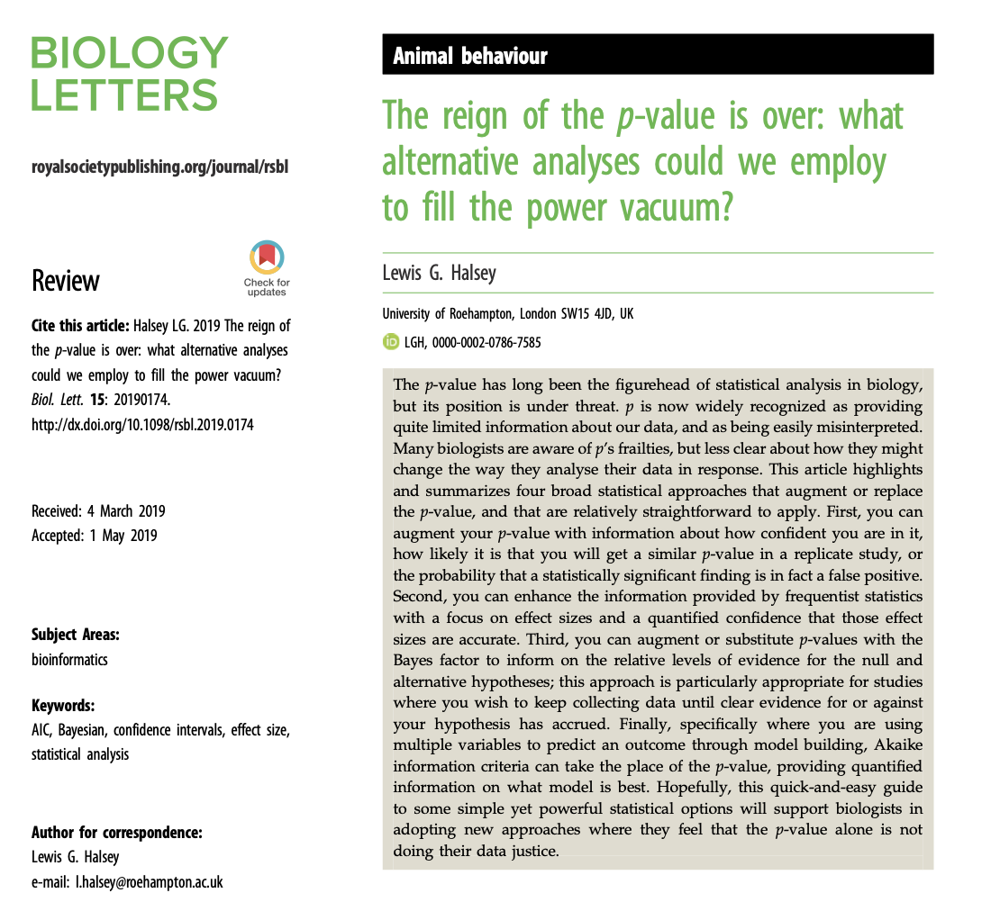 BIOLOGY
LETTERS
royalsocietypublishing.org/journal/rsbl
Review
Check for
updates
Cite this article: Halsey LG. 2019 The reign of
the p-value is over: what alternative analyses
could we employ to fill the power vacuum?
Biol. Lett. 15: 20190174.
http://dx.doi.org/10.1098/rsbl.2019.0174
Received: 4 March 2019
Accepted: 1 May 2019
Subject Areas:
bioinformatics
Keywords:
AIC, Bayesian, confidence intervals, effect size,
statistical analysis
Author for correspondence:
Lewis G. Halsey
e-mail: l.halsey@roehampton.ac.uk
Animal behaviour
The reign of the p-value is over: what
alternative analyses could we employ
to fill the power vacuum?
Lewis G. Halsey
University of Roehampton, London SW15 4JD, UK
iD LGH, 0000-0002-0786-7585
The p-value has long been the figurehead of statistical analysis in biology,
but its position is under threat. p is now widely recognized as providing
quite limited information about our data, and as being easily misinterpreted.
Many biologists are aware of p's frailties, but less clear about how they might
change the way they analyse their data in response. This article highlights
and summarizes four broad statistical approaches that augment or replace
the p-value, and that are relatively straightforward to apply. First, you can
augment your p-value with information about how confident you are in it,
how likely it is that you will get a similar p-value in a replicate study, or
the probability that a statistically significant finding is in fact a false positive.
Second, you can enhance the information provided by frequentist statistics
with a focus on effect sizes and a quantified confidence that those effect
sizes are accurate. Third, you can augment or substitute p-values with the
Bayes factor to inform on the relative levels of evidence for the null and
alternative hypotheses; this approach is particularly appropriate for studies
where you wish to keep collecting data until clear evidence for or against
your hypothesis has accrued. Finally, specifically where you are using
multiple variables to predict an outcome through model building, Akaike
information criteria can take the place of the p-value, providing quantified
information on what model is best. Hopefully, this quick-and-easy guide
to some simple yet powerful statistical options will support biologists in
adopting new approaches where they feel that the p-value alone is not
doing their data justice.